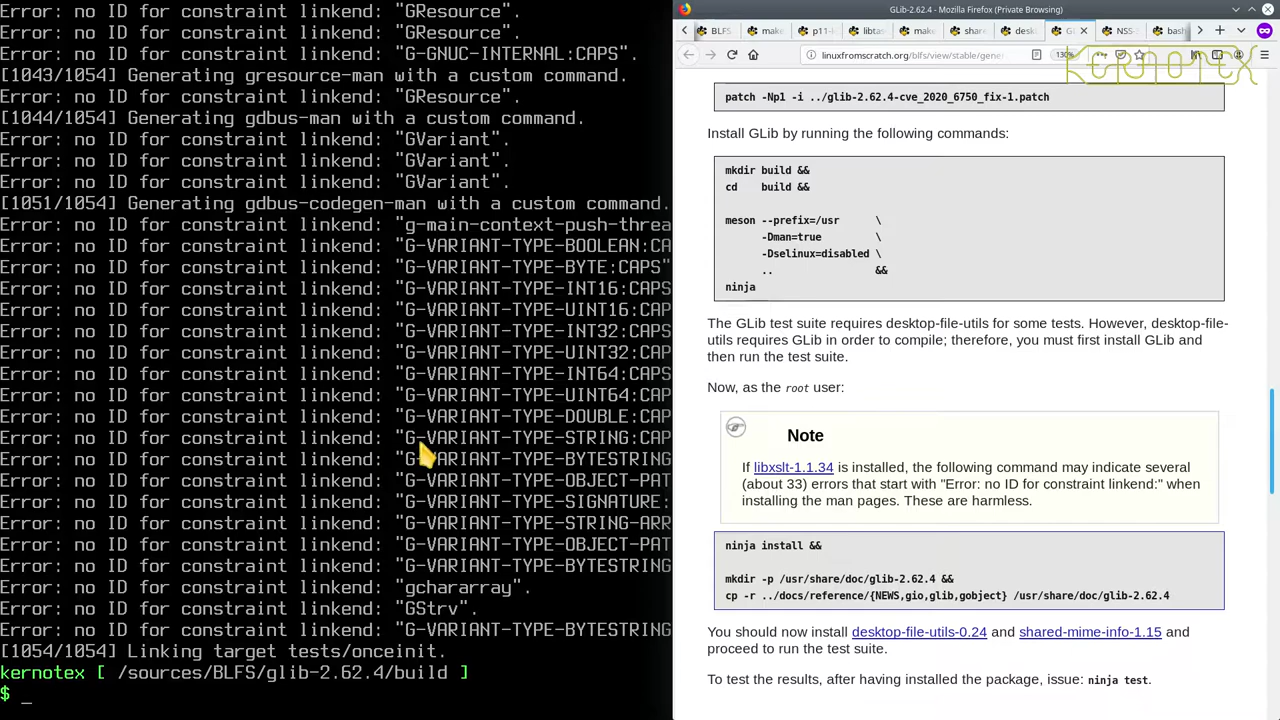 Error: no ID for constraint linkend: "GResource".
Error: no ID for constraint linkend: "GResource".
Error: no ID for constraint linkend: "G-GNUC-INTERNAL:CAPS".
[1043/1054] Generating gresource-man with a custom command.
Error: no ID for constraint linkend: "GResource".
[1044/1054] Generating gdbus-man with a custom command.
Error: no ID for constraint linkend: "GVariant".
Error: no ID for constraint linkend: "GVariant".
Error: no ID for constraint linkend: "GVariant".
[1051/1054] Generating gdbus-codegen-man with a custom command.
Error: no ID for constraint linkend: "g-main-context-push-threa
Error: no ID for constraint linkend: "G-VARIANT-TYPE-BOOLEAN:CA
Error: no ID for constraint linkend: "G-VARIANT-TYPE-BYTE:CAPS"
Error: no ID for constraint linkend: "G-VARIANT-TYPE-INT16:CAPS
Error: no ID for constraint linkend: "G-VARIANT-TYPE-UINT16:CAP
Error: no ID for constraint linkend: "G-VARIANT-TYPE-INT32:CAPS
Error: no ID for constraint linkend: "G-VARIANT-TYPE-UINT32:CAP
Error: no ID for constraint linkend: "G-VARIANT-TYPE-INT64:CAPS
Error: no ID for constraint linkend: "G-VARIANT-TYPE-UINT64:CAP
Error: no ID for constraint linkend: "G-VARIANT-TYPE-DOUBLE:CAP
Error: no ID for constraint linkend: "G-VARIANT-TYPE-STRING:CAP
Error: no ID for constraint linkend: "G-VARIANT-TYPE-BYTESTRING
Error: no ID for constraint linkend: "G-VARIANT-TYPE-OBJECT-PAT
Error: no ID for constraint linkend: "G-VARIANT-TYPE-SIGNATURE:
Error: no ID for constraint linkend: "G-VARIANT-TYPE-STRING-ARR
Error: no ID for constraint linkend: "G-VARIANT-TYPE-OBJECT-PAT
Error: no ID for constraint linkend: "G-VARIANT-TYPE-BYTESTRING
Error: no ID for constraint linkend: "gchararray".
Error: no ID for constraint linkend: "GStrv".
Error: no ID for constraint linkend: "G-VARIANT-TYPE-BYTESTRING
[1054/1054] Linking target tests/onceinit.
kernotex [ /sources/BLFS/glib-2.62.4/build ]
$ _
GLib-2.62.4 - Mozilla Firefox (Private Browsing)
BLFS make p11- libtas make share desk GL NSS- bash
linuxfromscratch.org/blfs/view/stable/gene 130%
KERNOTEX
patch -Np1 -i ../glib-2.62.4-cve_2020_6750_fix-1.patch
Install GLib by running the following commands:
mkdir build &&
cd    build &&
meson --prefix=/usr      \
      -Dman=true         \
      -Dselinux=disabled \
      ..                 &&
ninja
The GLib test suite requires desktop-file-utils for some tests. However, desktop-file-
utils requires GLib in order to compile; therefore, you must first install GLib and
then run the test suite.
Now, as the root user:
Note
If libxslt-1.1.34 is installed, the following command may indicate several
(about 33) errors that start with "Error: no ID for constraint linkend:" when
installing the man pages. These are harmless.
ninja install &&
mkdir -p /usr/share/doc/glib-2.62.4 &&
cp -r ../docs/reference/{NEWS,gio,glib,gobject} /usr/share/doc/glib-2.62.4
You should now install desktop-file-utils-0.24 and shared-mime-info-1.15 and
proceed to run the test suite.
To test the results, after having installed the package, issue: ninja test.